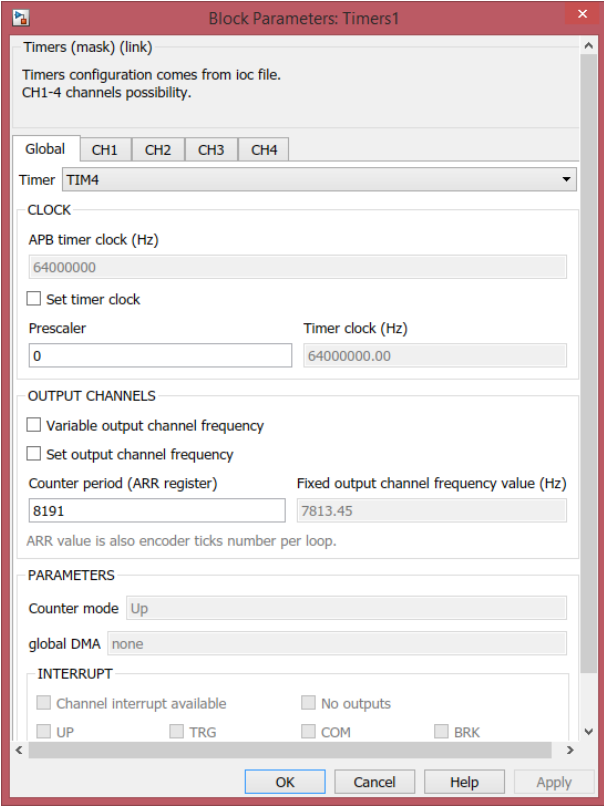 Block Parameters: Timers1
Timers (mask) (link)
Timers configuration comes from ioc file.
CH1-4 channels possibility.
Global CH1 CH2 CH3 CH4
Timer TIM4
CLOCK
APB timer clock (Hz)
64000000
Set timer clock
Prescaler Timer clock (Hz)
0 64000000.00
OUTPUT CHANNELS
Variable output channel frequency
Set output channel frequency
Counter period (ARR register) Fixed output channel frequency value (Hz)
8191 7813.45
ARR value is also encoder ticks number per loop.
PARAMETERS
Counter mode Up
global DMA none
INTERRUPT
Channel interrupt available No outputs
UP TRG COM BRK
OK Cancel Help Apply